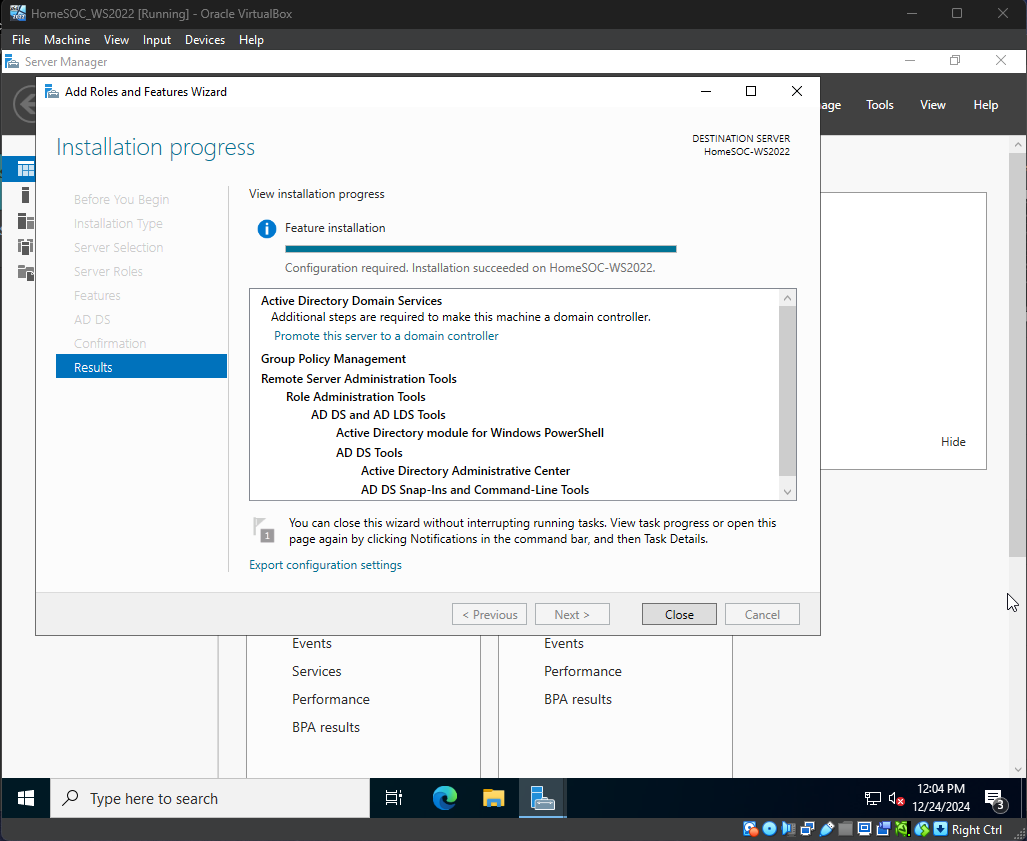 HomeSOC_WS2022 [Running] - Oracle VirtualBox
File Machine View Input Devices Help
Server Manager
Add Roles and Features Wizard
age Tools View Help
Installation progress
DESTINATION SERVER
HomeSOC-WS2022
Before You Begin
Installation Type
Server Selection
Server Roles
Features
AD DS
Confirmation
Results
View installation progress
Feature installation
Configuration required. Installation succeeded on HomeSOC-WS2022.
Active Directory Domain Services
Additional steps are required to make this machine a domain controller.
Promote this server to a domain controller
Group Policy Management
Remote Server Administration Tools
Role Administration Tools
AD DS and AD LDS Tools
Active Directory module for Windows PowerShell
AD DS Tools
Active Directory Administrative Center
AD DS Snap-Ins and Command-Line Tools
Hide
1
You can close this wizard without interrupting running tasks. View task progress or open this
page again by clicking Notifications in the command bar, and then Task Details.
Export configuration settings
< Previous Next > Close Cancel
Events
Services
Performance
BPA results
Events
Performance
BPA results
Type here to search
12:04 PM
12/24/2024
3
Right Ctrl